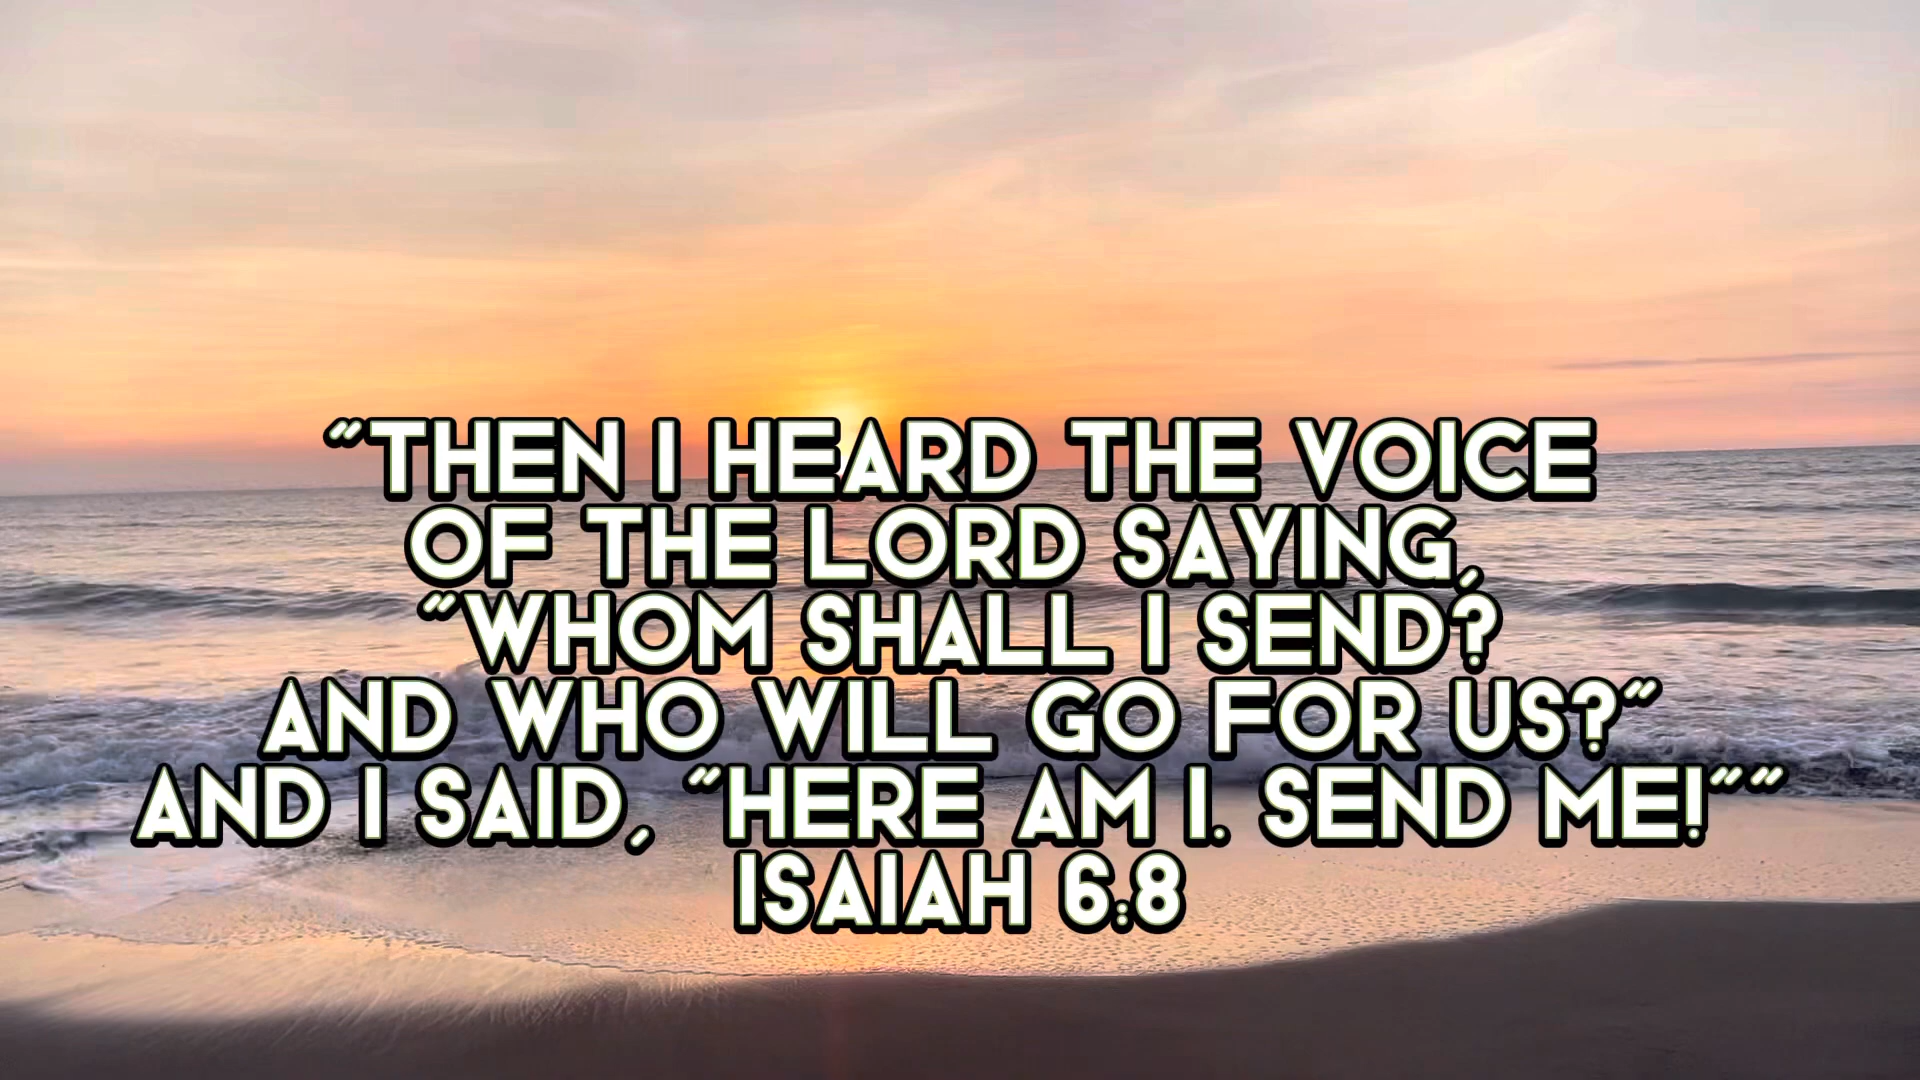 "THEN I HEARD THE VOICE
OF THE LORD SAYING,
"WHOM SHALL I SEND?
AND WHO WILL GO FOR US?"
AND I SAID, "HERE AM I. SEND ME!""
ISAIAH 6:8